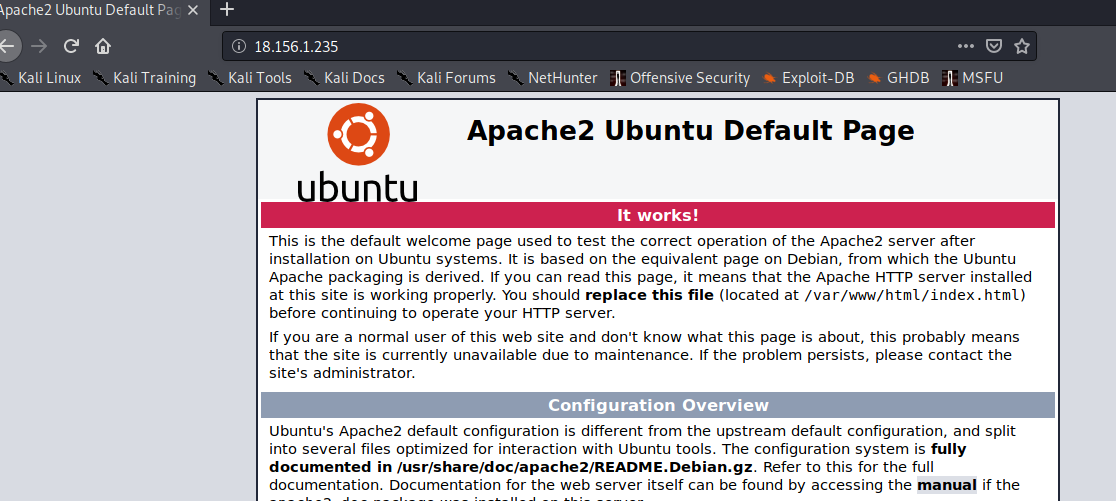 Apache2 Ubuntu Default Pag
18.156.1.235
Kali Linux Kali Training Kali Tools Kali Docs Kali Forums NetHunter Offensive Security Exploit-DB GHDB MSFU
ubuntu
Apache2 Ubuntu Default Page
It works!
This is the default welcome page used to test the correct operation of the Apache2 server after
installation on Ubuntu systems. It is based on the equivalent page on Debian, from which the Ubuntu
Apache packaging is derived. If you can read this page, it means that the Apache HTTP server installed
at this site is working properly. You should replace this file (located at /var/www/html/index.html)
before continuing to operate your HTTP server.
If you are a normal user of this web site and don't know what this page is about, this probably means
that the site is currently unavailable due to maintenance. If the problem persists, please contact the
site's administrator.
Configuration Overview
Ubuntu's Apache2 default configuration is different from the upstream default configuration, and split
into several files optimized for interaction with Ubuntu tools. The configuration system is fully
documented in /usr/share/doc/apache2/README.Debian.gz. Refer to this for the full
documentation. Documentation for the web server itself can be found by accessing the manual if the
apache2-doc package was installed on this server.